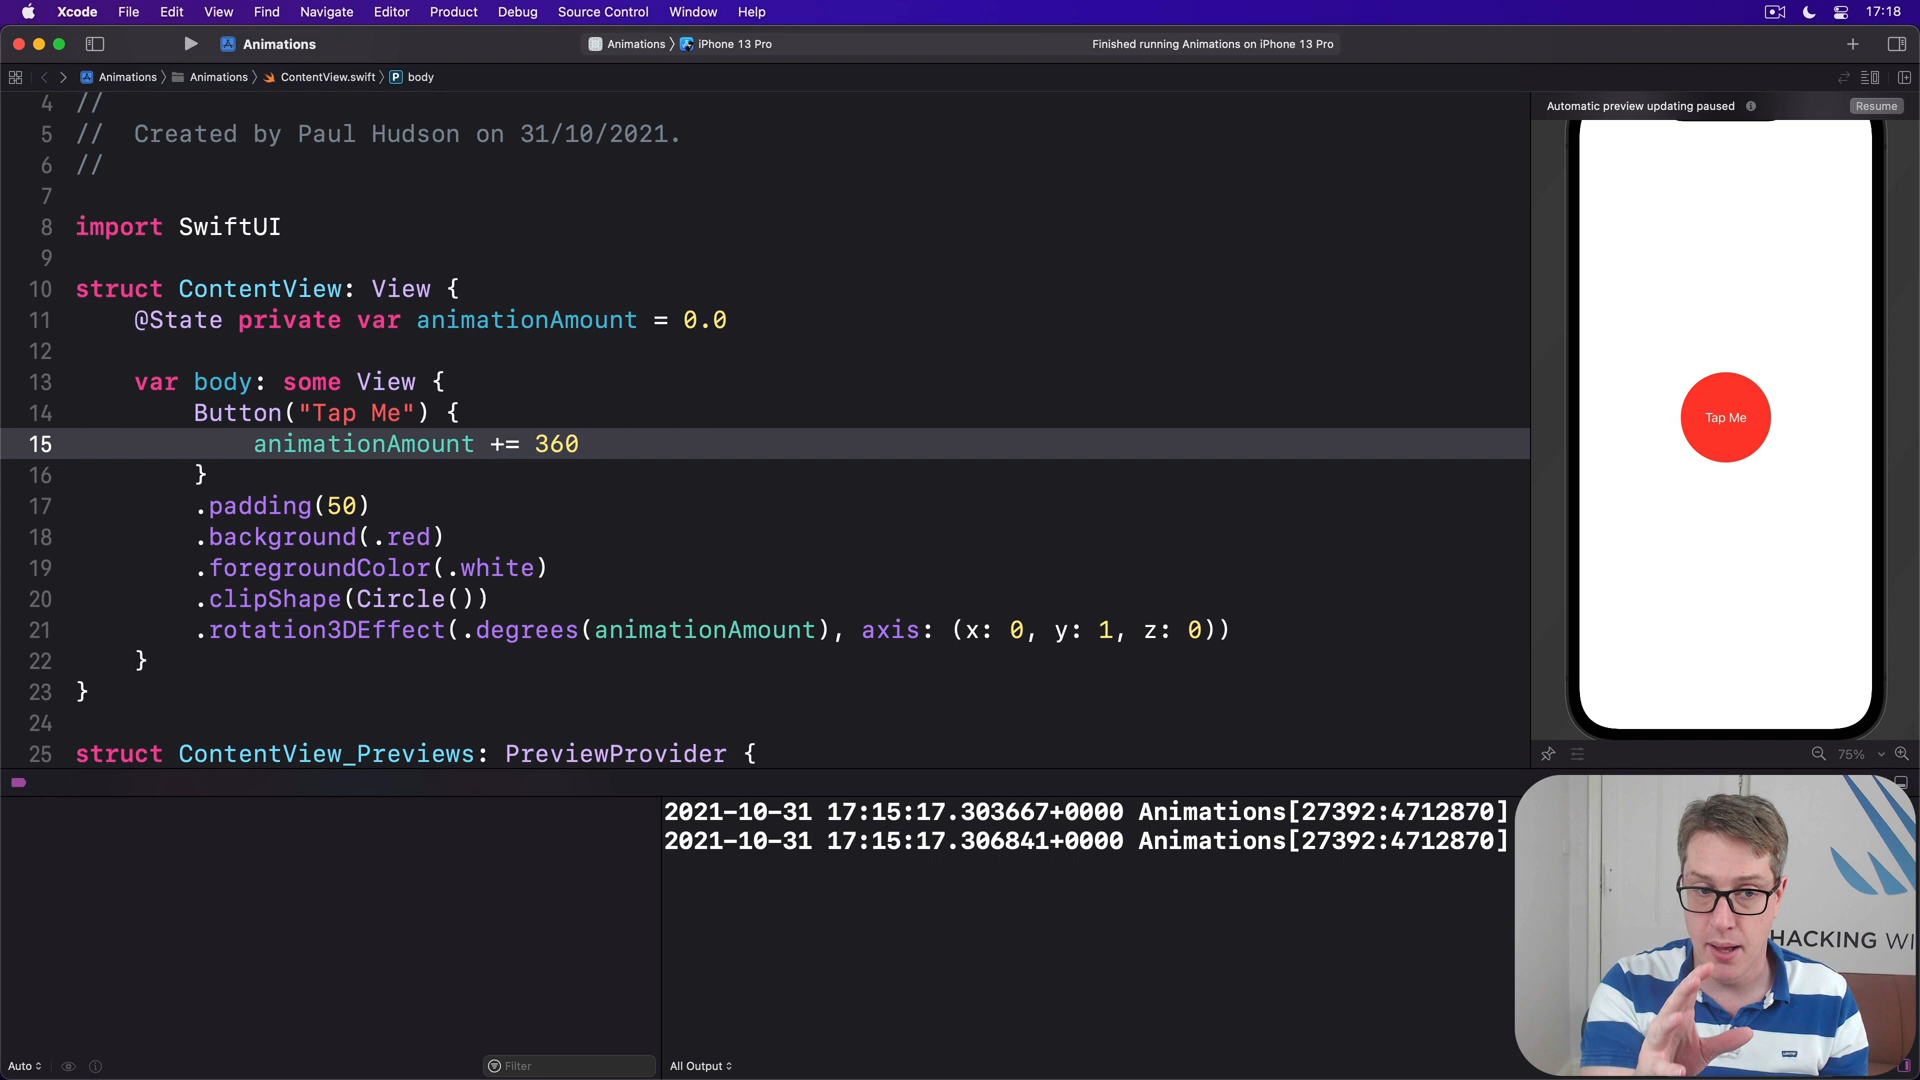 Xcode File Edit View Find Navigate Editor Product Debug Source Control Window Help 17:18
Animations
Animations iPhone 13 Pro
Finished running Animations on iPhone 13 Pro
Animations Animations ContentView.swift body
4 //
5 //  Created by Paul Hudson on 31/10/2021.
6 //
7
8 import SwiftUI
9
10 struct ContentView: View {
11     @State private var animationAmount = 0.0
12
13     var body: some View {
14         Button("Tap Me") {
15             animationAmount += 360
16         }
17         .padding(50)
18         .background(.red)
19         .foregroundColor(.white)
20         .clipShape(Circle())
21         .rotation3DEffect(.degrees(animationAmount), axis: (x: 0, y: 1, z: 0))
22     }
23 }
24
25 struct ContentView_Previews: PreviewProvider {
Automatic preview updating paused
Resume
Tap Me
75%
2021-10-31 17:15:17.303667+0000 Animations[27392:4712870]
2021-10-31 17:15:17.306841+0000 Animations[27392:4712870]
HACKING WI
Auto
Filter
All Output